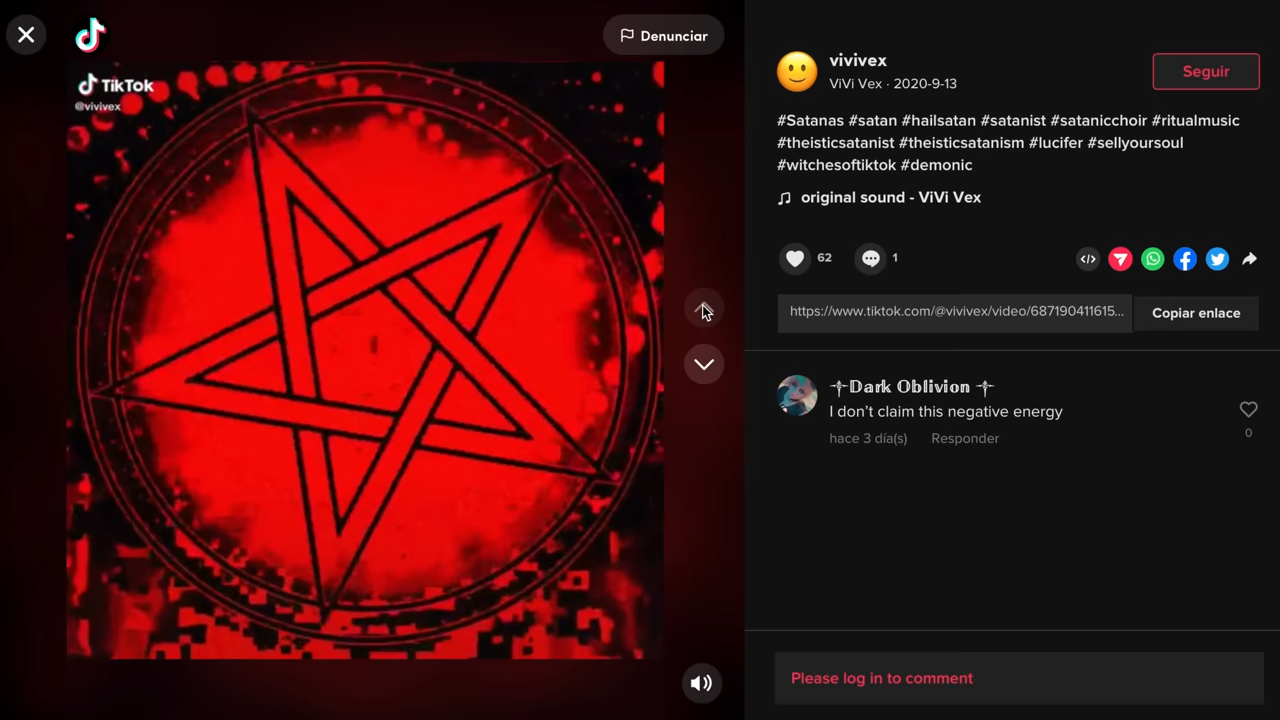 Denunciar
TikTok
@vivivex
vivivex
ViVi Vex · 2020-9-13
Seguir
#Satanas #satan #hailsatan #satanist #satanicchoir #ritualmusic
#theisticsatanist #theisticsatanism #lucifer #sellyoursoul
#witchesoftiktok #demonic
original sound - ViVi Vex
62
1
https://www.tiktok.com/@vivivex/video/687190411615...
Copiar enlace
⸸𝔻𝕒𝕣𝕜 𝕆𝕓𝕝𝕚𝕧𝕚𝕠𝕟 ⸸
I don’t claim this negative energy
hace 3 día(s)
Responder
0
Please log in to comment